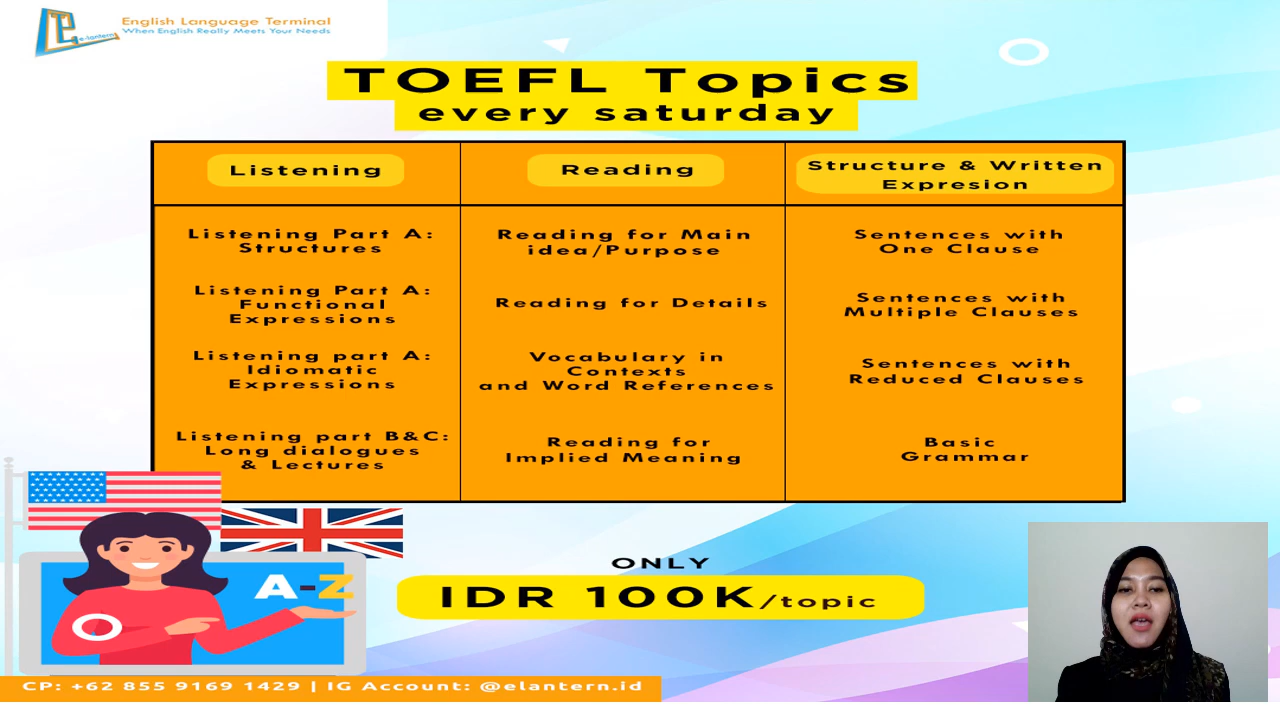 English Language Terminal
When English Really Meets Your Needs
e-lantern
TOEFL Topics
every saturday
Listening
Listening Part A:
Structures
Listening Part A:
Functional
Expressions
Listening part A:
Idiomatic
Expressions
Listening part B&C:
Long dialogues
& Lectures
Reading
Reading for Main
idea/Purpose
Reading for Details
Vocabulary in
Contexts
and Word References
Reading for
Implied Meaning
Structure & Written
Expresion
Sentences with
One Clause
Sentences with
Multiple Clauses
Sentences with
Reduced Clauses
Basic
Grammar
A-Z
ONLY
IDR 100K/topic
CP: +62 855 9169 1429 | IG Account: @elantern.id